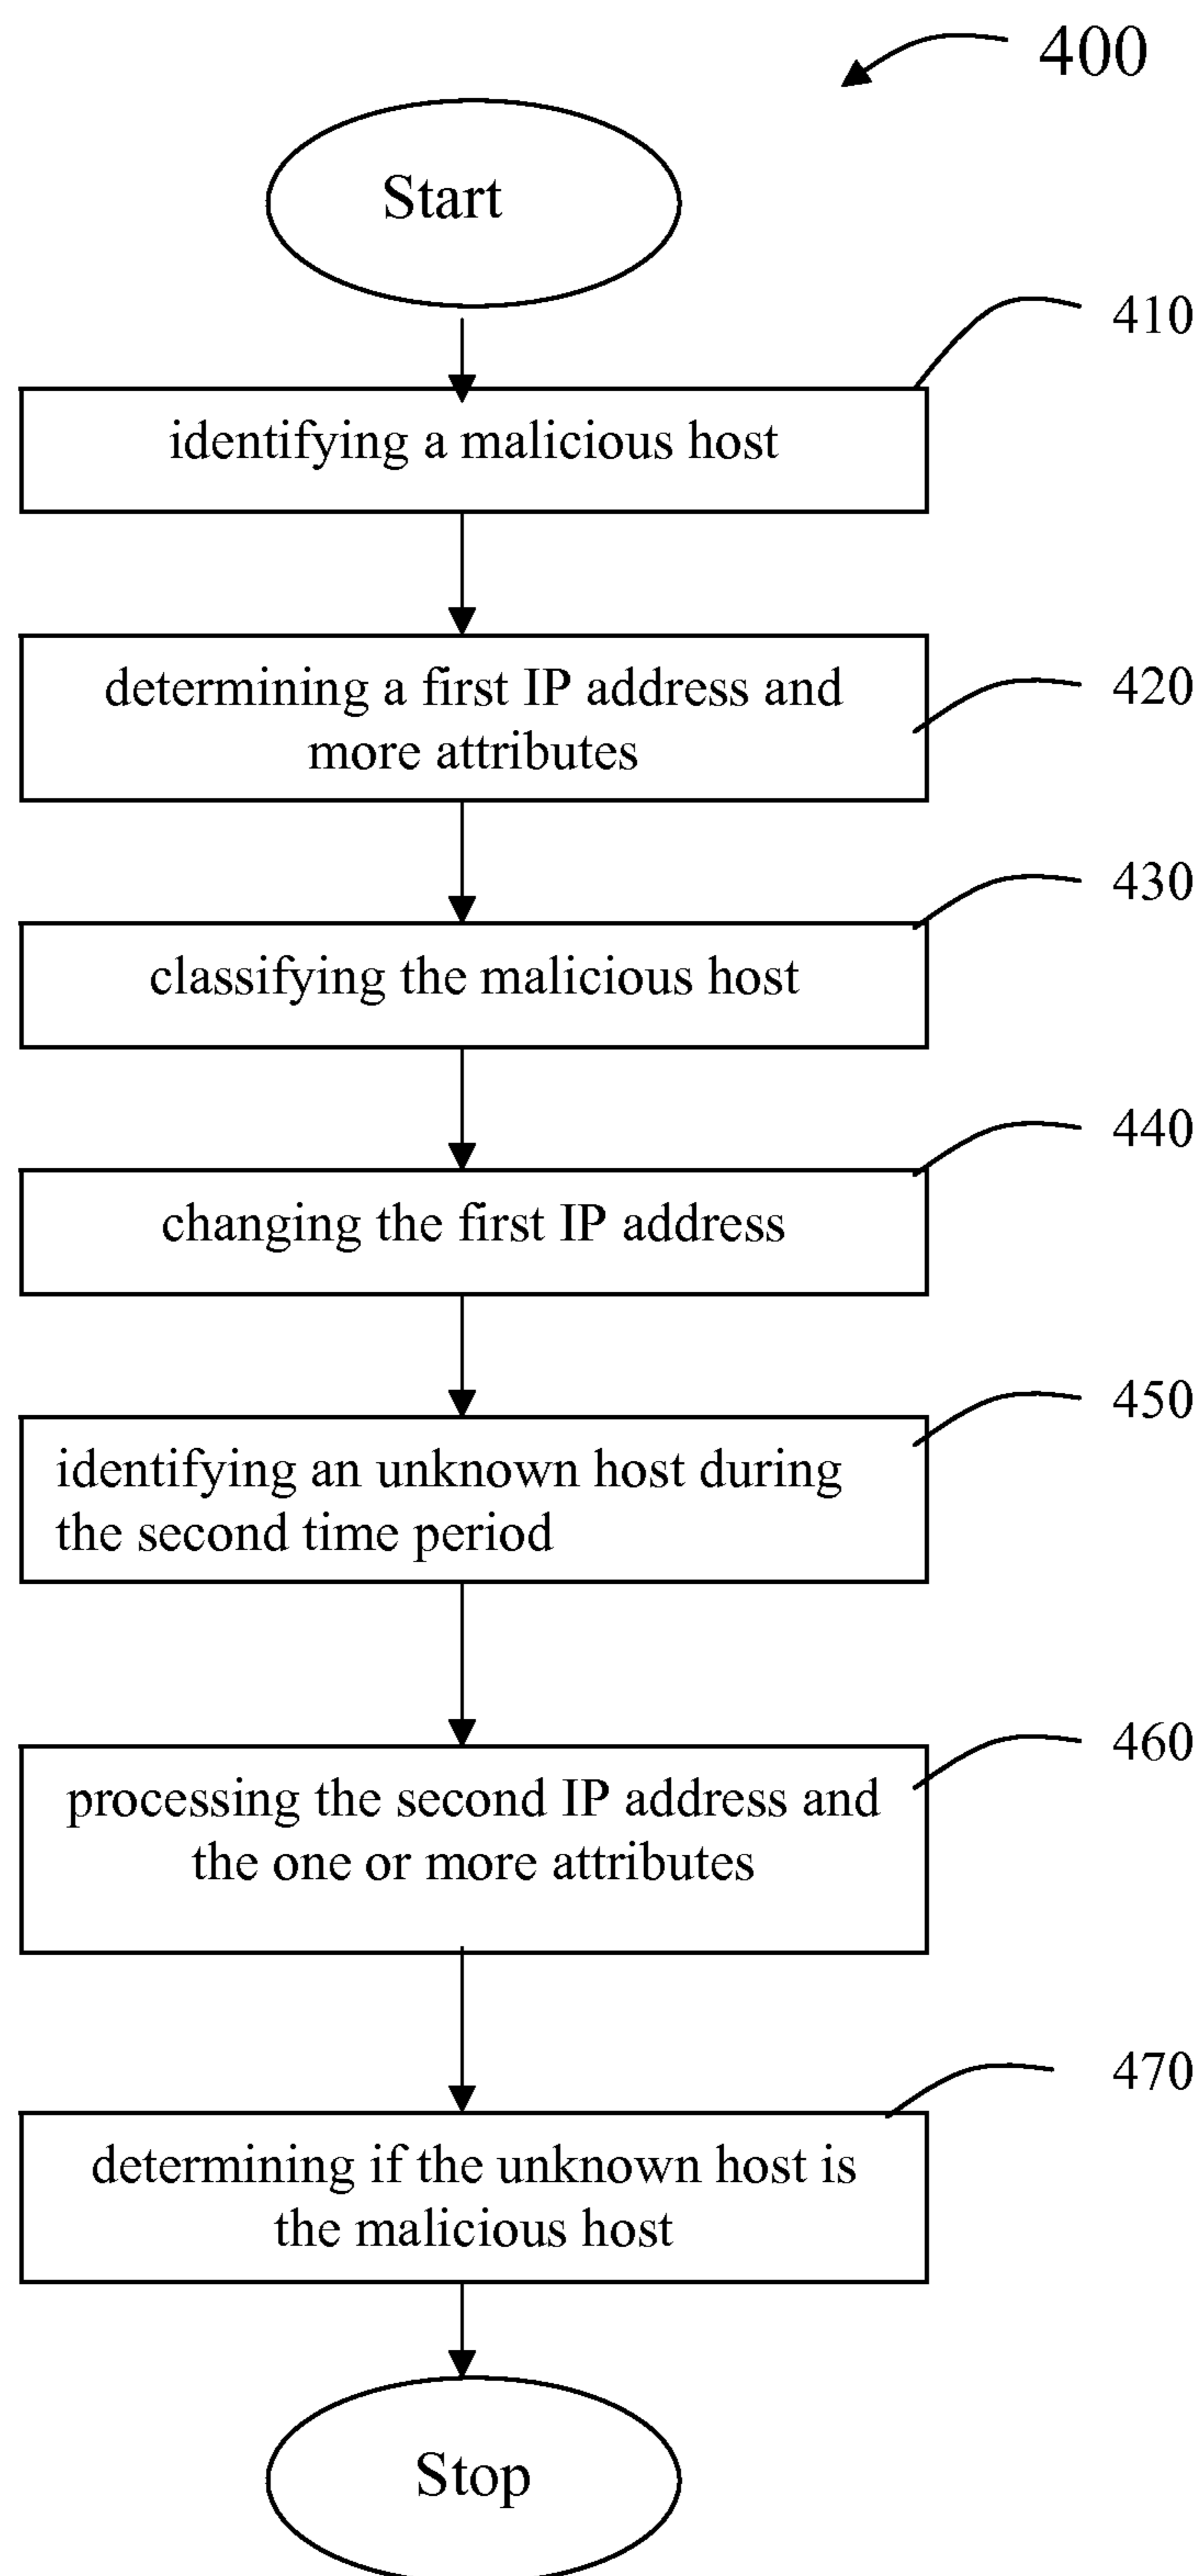 400
Start
410
identifying a malicious host
420
determining a first IP address and
more attributes
430
classifying the malicious host
440
changing the first IP address
450
identifying an unknown host during
the second time period
460
processing the second IP address and
the one or more attributes
470
determining if the unknown host is
the malicious host
Stop